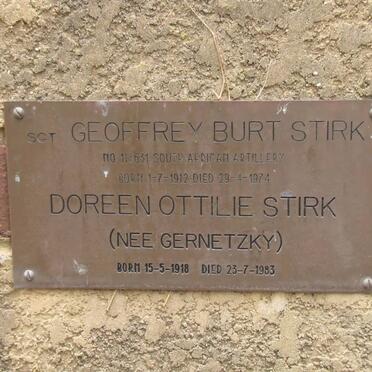 SGT GEOFFREY BURT STIRK
SOUTH AFRICAN ARTILLERY
BORN 1-7-1912 DIED 29-4-1974
DOREEN OTTILIE STIRK
(NEE GERNETZKY)
BORN 15-5-1918 DIED 23-7-1983